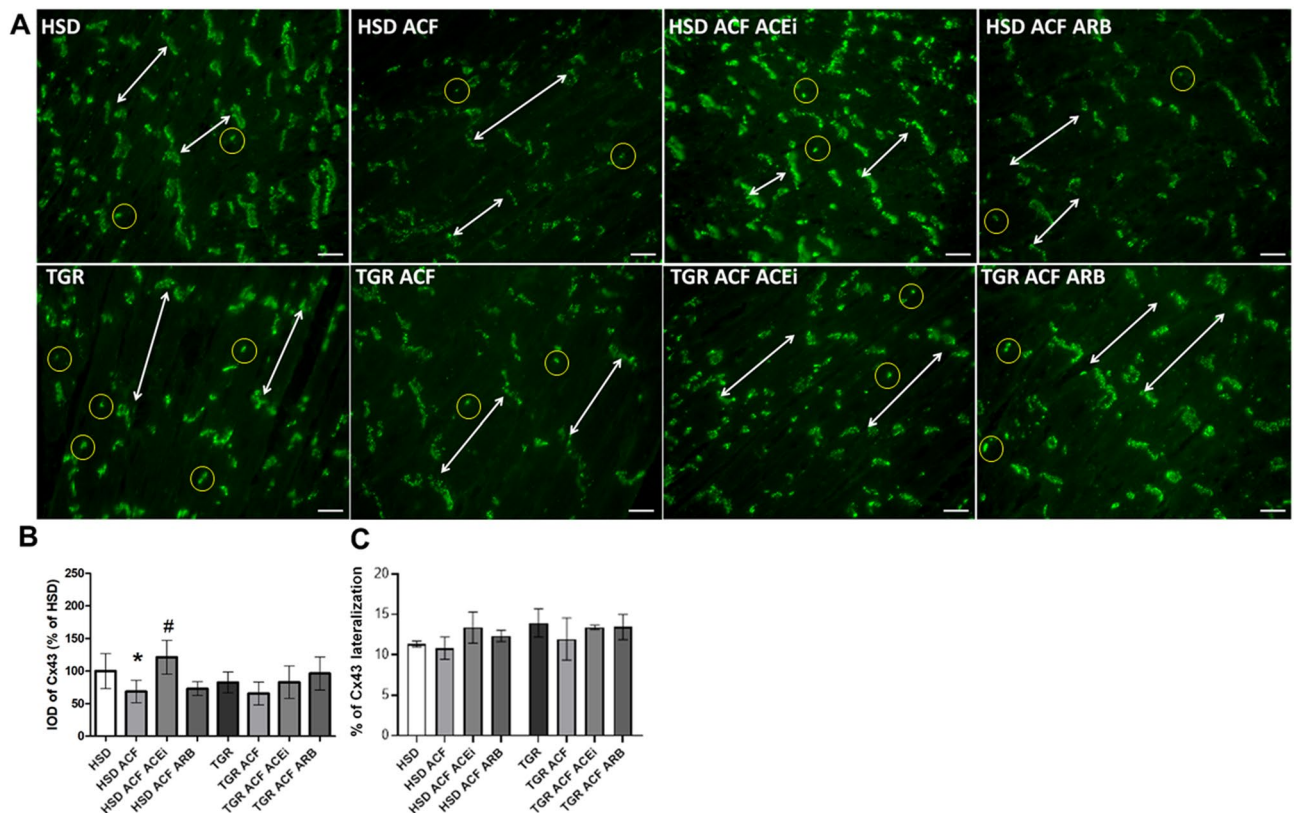 A
HSD
HSD ACF
HSD ACF ACEi
HSD ACF ARB
TGR
TGR ACF
TGR ACF ACEi
TGR ACF ARB
B
IOD of Cx43 (% of HSD)
250
200
150
100
50
0
*
#
HSD
HSD ACF
HSD ACF ACEi
HSD ACF ARB
TGR
TGR ACF
TGR ACF ACEi
TGR ACF ARB
C
% of Cx43 lateralization
20
15
10
5
0
HSD
HSD ACF
HSD ACF ACEi
HSD ACF ARB
TGR
TGR ACF
TGR ACF ACEi
TGR ACF ARB